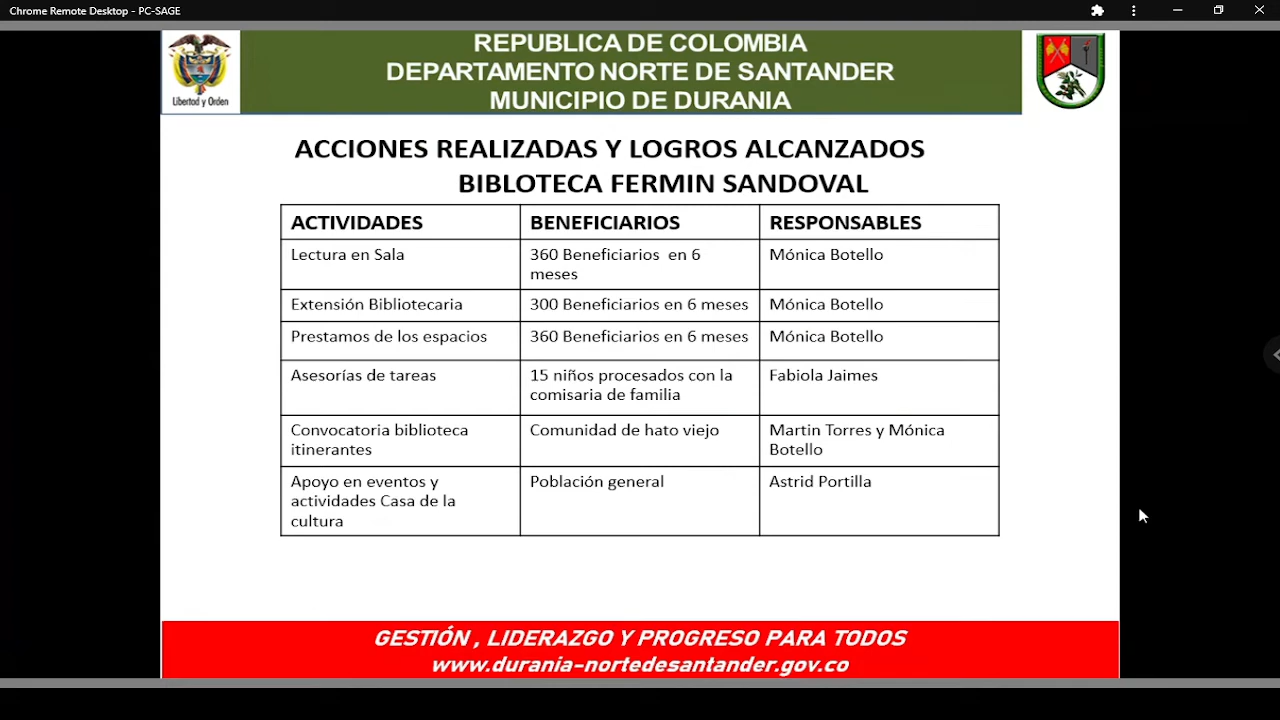 Chrome Remote Desktop - PC-SAGE
REPUBLICA DE COLOMBIA
DEPARTAMENTO NORTE DE SANTANDER
MUNICIPIO DE DURANIA
Libertad y Orden
ACCIONES REALIZADAS Y LOGROS ALCANZADOS
BIBLOTECA FERMIN SANDOVAL
ACTIVIDADES BENEFICIARIOS RESPONSABLES
Lectura en Sala
360 Beneficiarios en 6
meses
Mónica Botello
Extensión Bibliotecaria
300 Beneficiarios en 6 meses
Mónica Botello
Prestamos de los espacios
360 Beneficiarios en 6 meses
Mónica Botello
Asesorías de tareas
15 niños procesados con la
comisaria de familia
Fabiola Jaimes
Convocatoria biblioteca
itinerantes
Comunidad de hato viejo
Martin Torres y Mónica
Botello
Apoyo en eventos y
actividades Casa de la
cultura
Población general
Astrid Portilla
GESTIÓN , LIDERAZGO Y PROGRESO PARA TODOS
www.durania-nortedesantander.gov.co